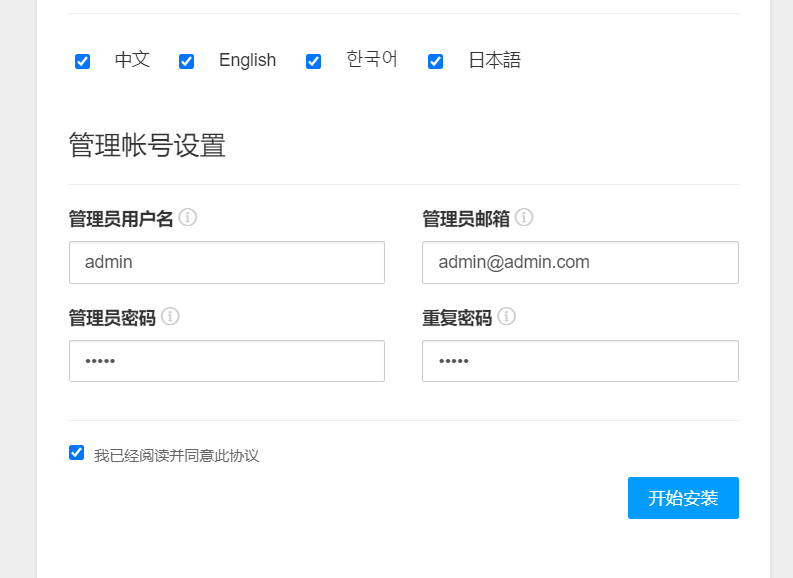 中文 English 한국어 日本語
管理帐号设置
管理员用户名 管理员邮箱
admin admin@admin.com
管理员密码 重复密码
••••• •••••
我已经阅读并同意此协议
开始安装